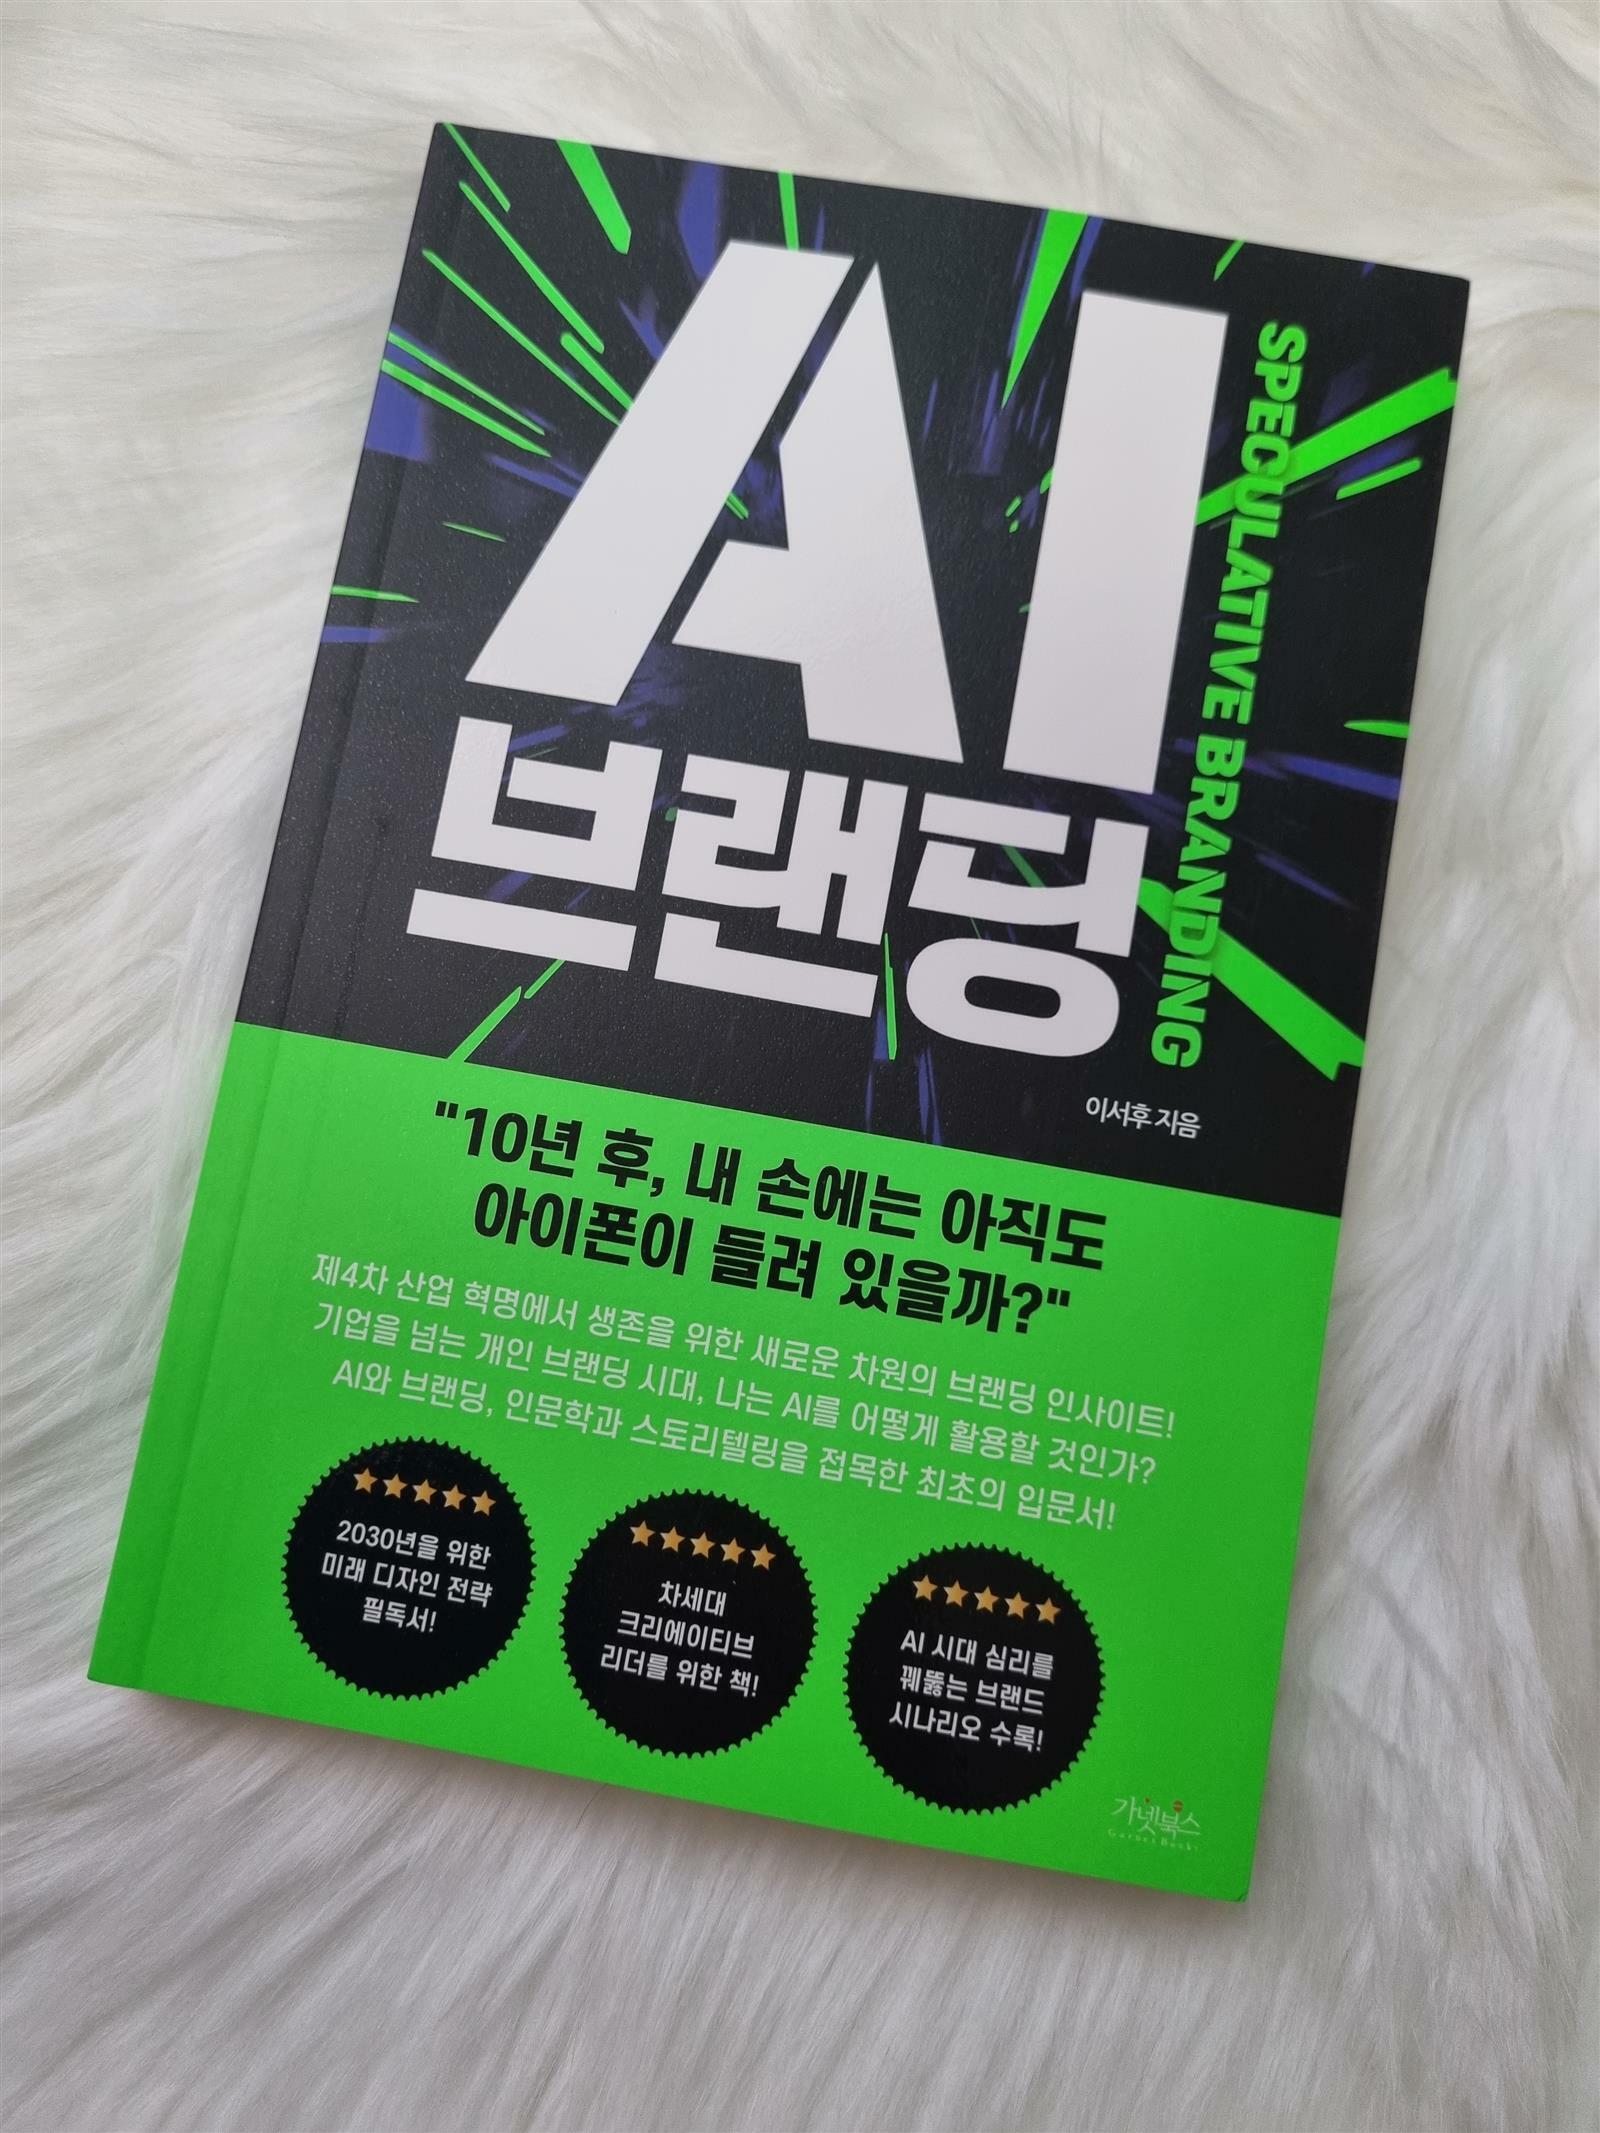 AI
브랜딩
SPECULATIVE BRANDING
이서후 지음
"10년 후, 내 손에는 아직도
아이폰이 들려 있을까?"
제4차 산업 혁명에서 생존을 위한 새로운 차원의 브랜딩 인사이트!
기업을 넘는 개인 브랜딩 시대, 나는 AI를 어떻게 활용할 것인가?
AI와 브랜딩, 인문학과 스토리텔링을 접목한 최초의 입문서!
2030년을 위한
미래 디자인 전략
필독서!
차세대
크리에이티브
리더를 위한 책!
AI 시대 심리를
꿰뚫는 브랜드
시나리오 수록!
가넷북스
Garnet Books